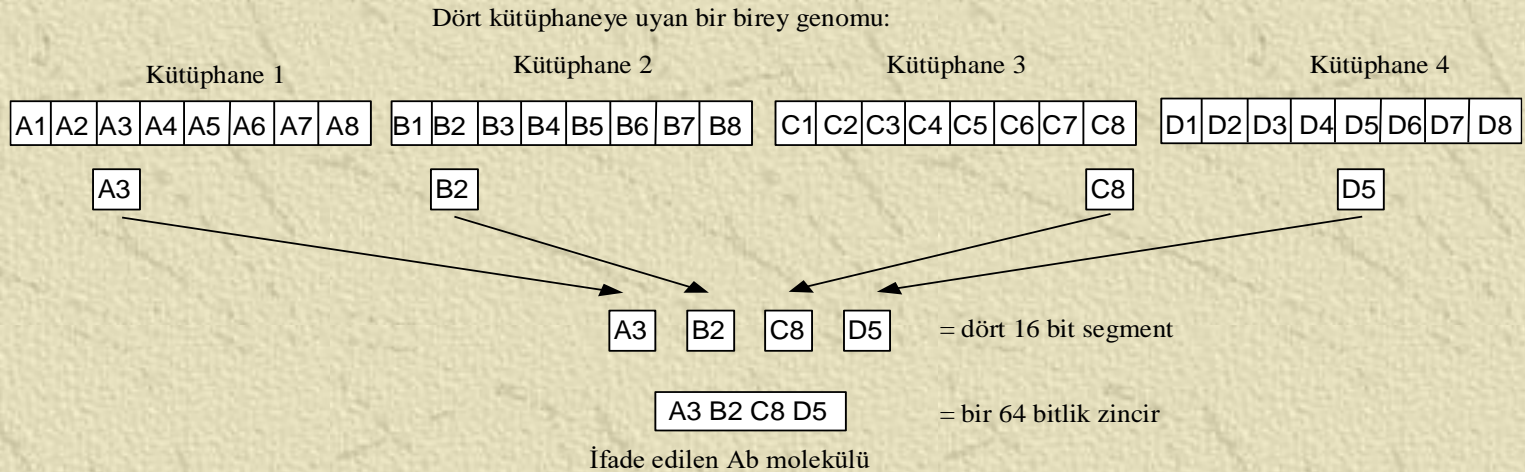 Dört kütüphaneye uyan bir birey genomu:
Kütüphane 1 Kütüphane 2 Kütüphane 3 Kütüphane 4
A1 A2 A3 A4 A5 A6 A7 A8 B1 B2 B3 B4 B5 B6 B7 B8 C1 C2 C3 C4 C5 C6 C7 C8 D1 D2 D3 D4 D5 D6 D7 D8
A3 B2 C8 D5
A3 B2 C8 D5 = dört 16 bit segment
A3 B2 C8 D5 = bir 64 bitlik zincir
İfade edilen Ab molekülü